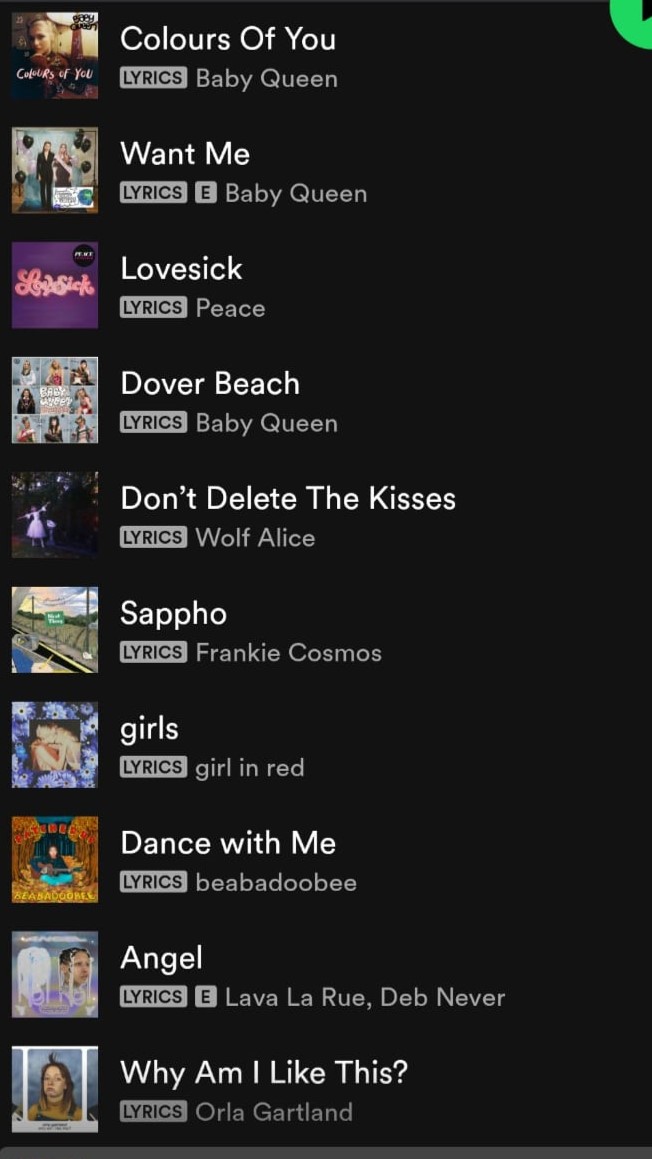 BABY
QUEEN
COLOURS OF YOU
Colours Of You
LYRICS Baby Queen
Want Me
LYRICS E Baby Queen
PEACE
LoveSick
Lovesick
LYRICS Peace
BABY
QUEEN
Dover Beach
LYRICS Baby Queen
Don’t Delete The Kisses
LYRICS Wolf Alice
Next
Thing
Sappho
LYRICS Frankie Cosmos
girls
LYRICS girl in red
BEABADOOBEE
Dance with Me
LYRICS beabadoobee
Angel
LYRICS E Lava La Rue, Deb Never
Why Am I Like This?
LYRICS Orla Gartland